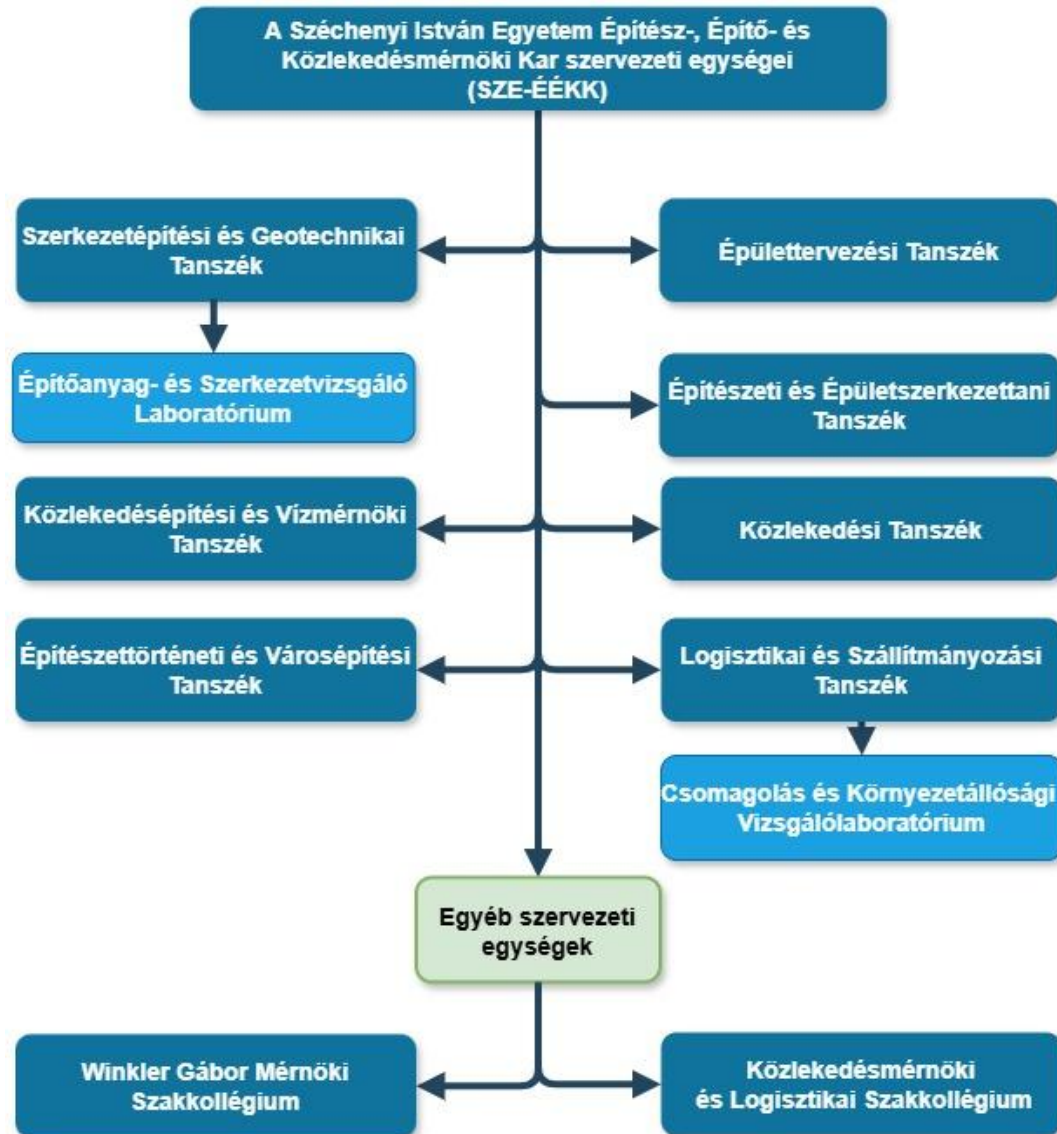 A Széchenyi István Egyetem Építész-, Építő- és
Közlekedésmérnöki Kar szervezeti egységei
(SZE-ÉÉKK)
Szerkezetépítési és Geotechnikai
Tanszék
Épülettervezési Tanszék
Építőanyag- és Szerkezetvizsgáló
Laboratórium
Építészeti és Épületszerkezettani
Tanszék
Közlekedésépítési és Vízmérnöki
Tanszék
Közlekedési Tanszék
Építészettörténeti és Városépítési
Tanszék
Logisztikai és Szállítmányozási
Tanszék
Csomagolás és Környezetállósági
Vizsgálólaboratórium
Egyéb szervezeti
egységek
Winkler Gábor Mérnöki
Szakkollégium
Közlekedésmérnöki
és Logisztikai Szakkollégium